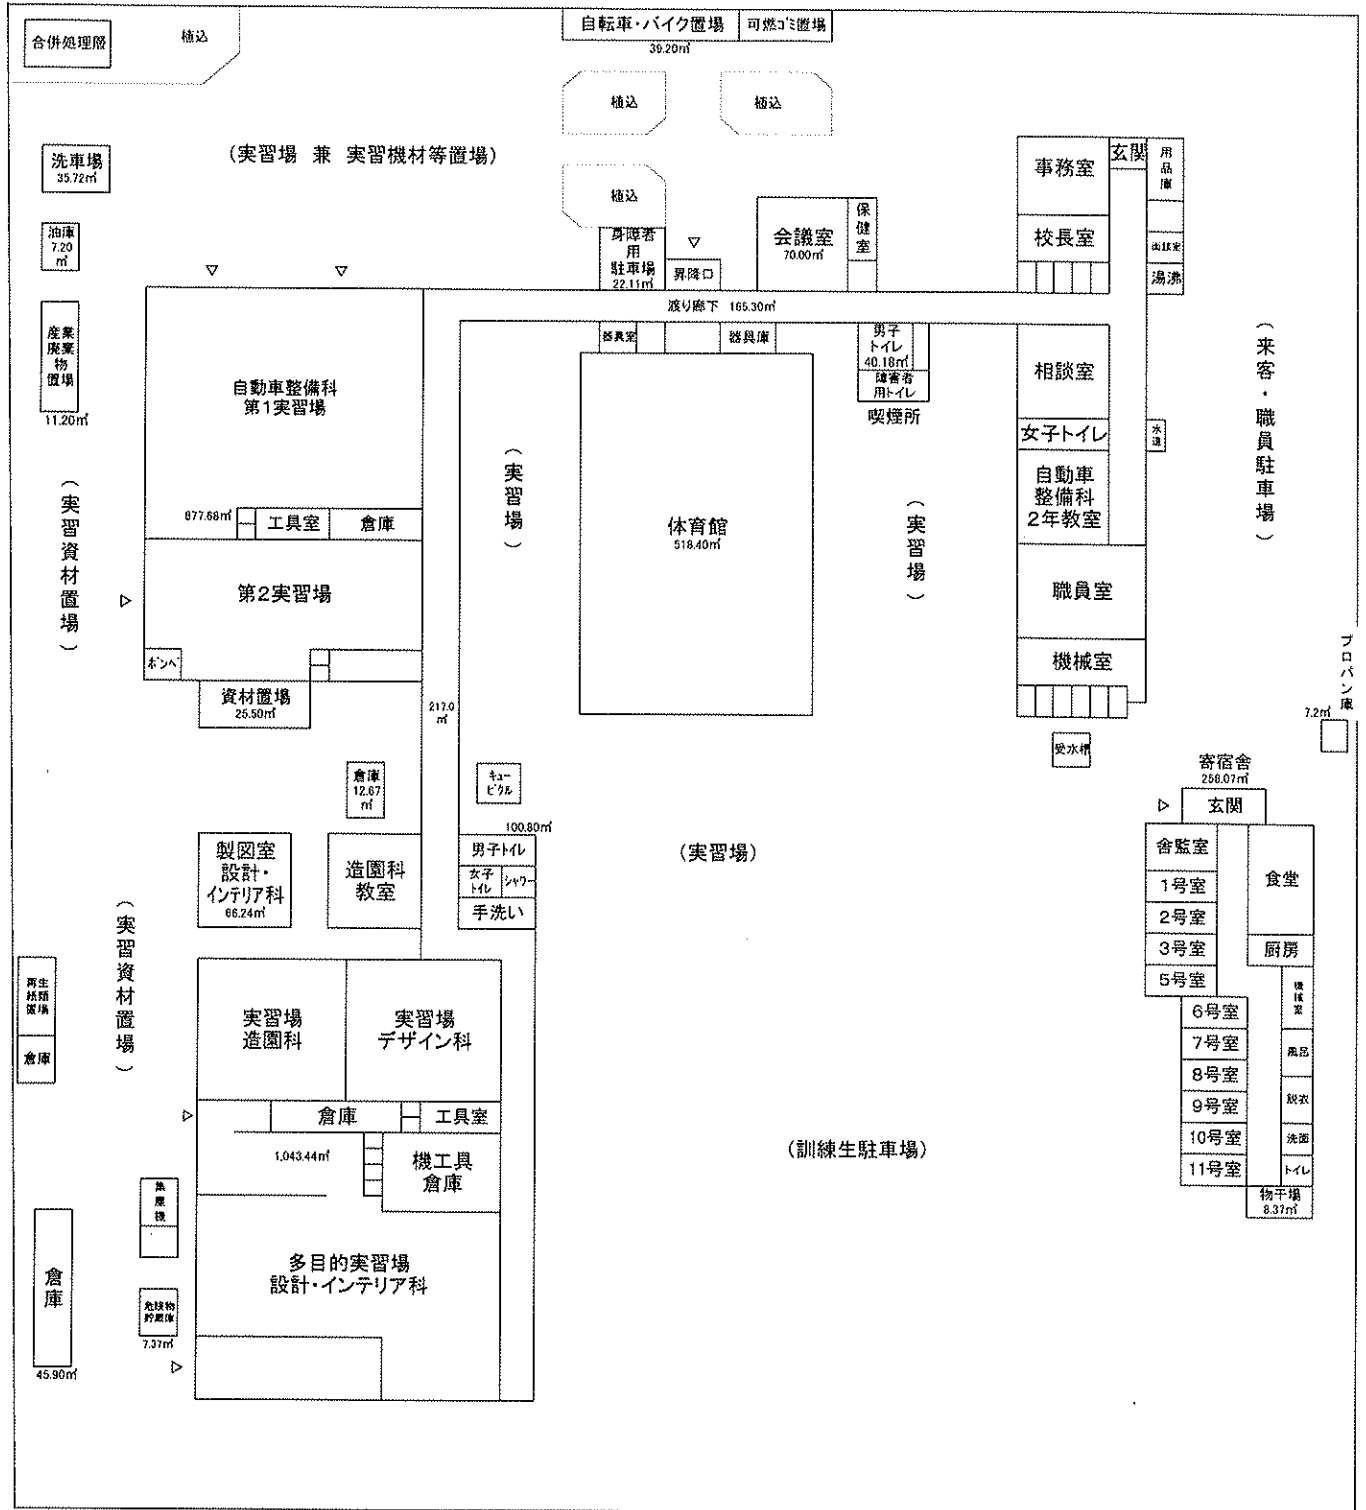 合併処理層
植込
自転車・バイク置場
39.20㎡
可燃ゴミ置場
植込
植込
植込
(実習場 兼 実習機材等置場)
洗車場
35.72㎡
油庫
7.20
㎡
産業
廃棄
物
置場
11.20㎡
身障者
用
駐車場
22.11㎡
昇降口
会議室
70.00㎡
保健室
事務室
玄関
用品庫
校長室
湯沸
渡り廊下 165.30㎡
器具室
器具庫
男子
トイレ
40.18㎡
障害者
用トイレ
喫煙所
相談室
女子トイレ
水道
自動車
整備科
2年教室
職員室
機械室
受水槽
(来客・職員駐車場)
自動車整備科
第1実習場
877.68㎡
工具室
倉庫
第2実習場
ボンベ
資材置場
25.50㎡
(実習資材置場)
(実習場)
体育館
518.40㎡
(実習場)
217.0
㎡
プロパン庫
7.2㎡
倉庫
12.67
㎡
キュー
ビクル
100.80㎡
男子トイレ
女子
トイレ
シャワー
手洗い
製図室
設計・
インテリア科
66.24㎡
造園科
教室
(実習場)
寄宿舎
258.07㎡
玄関
舎監室
1号室
2号室
3号室
5号室
6号室
7号室
8号室
9号室
10号室
11号室
食堂
厨房
機械室
風呂
脱衣
洗面
トイレ
物干場
8.37㎡
(実習資材置場)
再生
紙類
置場
倉庫
実習場
造園科
実習場
デザイン科
倉庫
工具室
1,043.44㎡
機工具
倉庫
集塵機
多目的実習場
設計・インテリア科
危険物
貯蔵庫
7.37㎡
倉庫
45.90㎡
(訓練生駐車場)